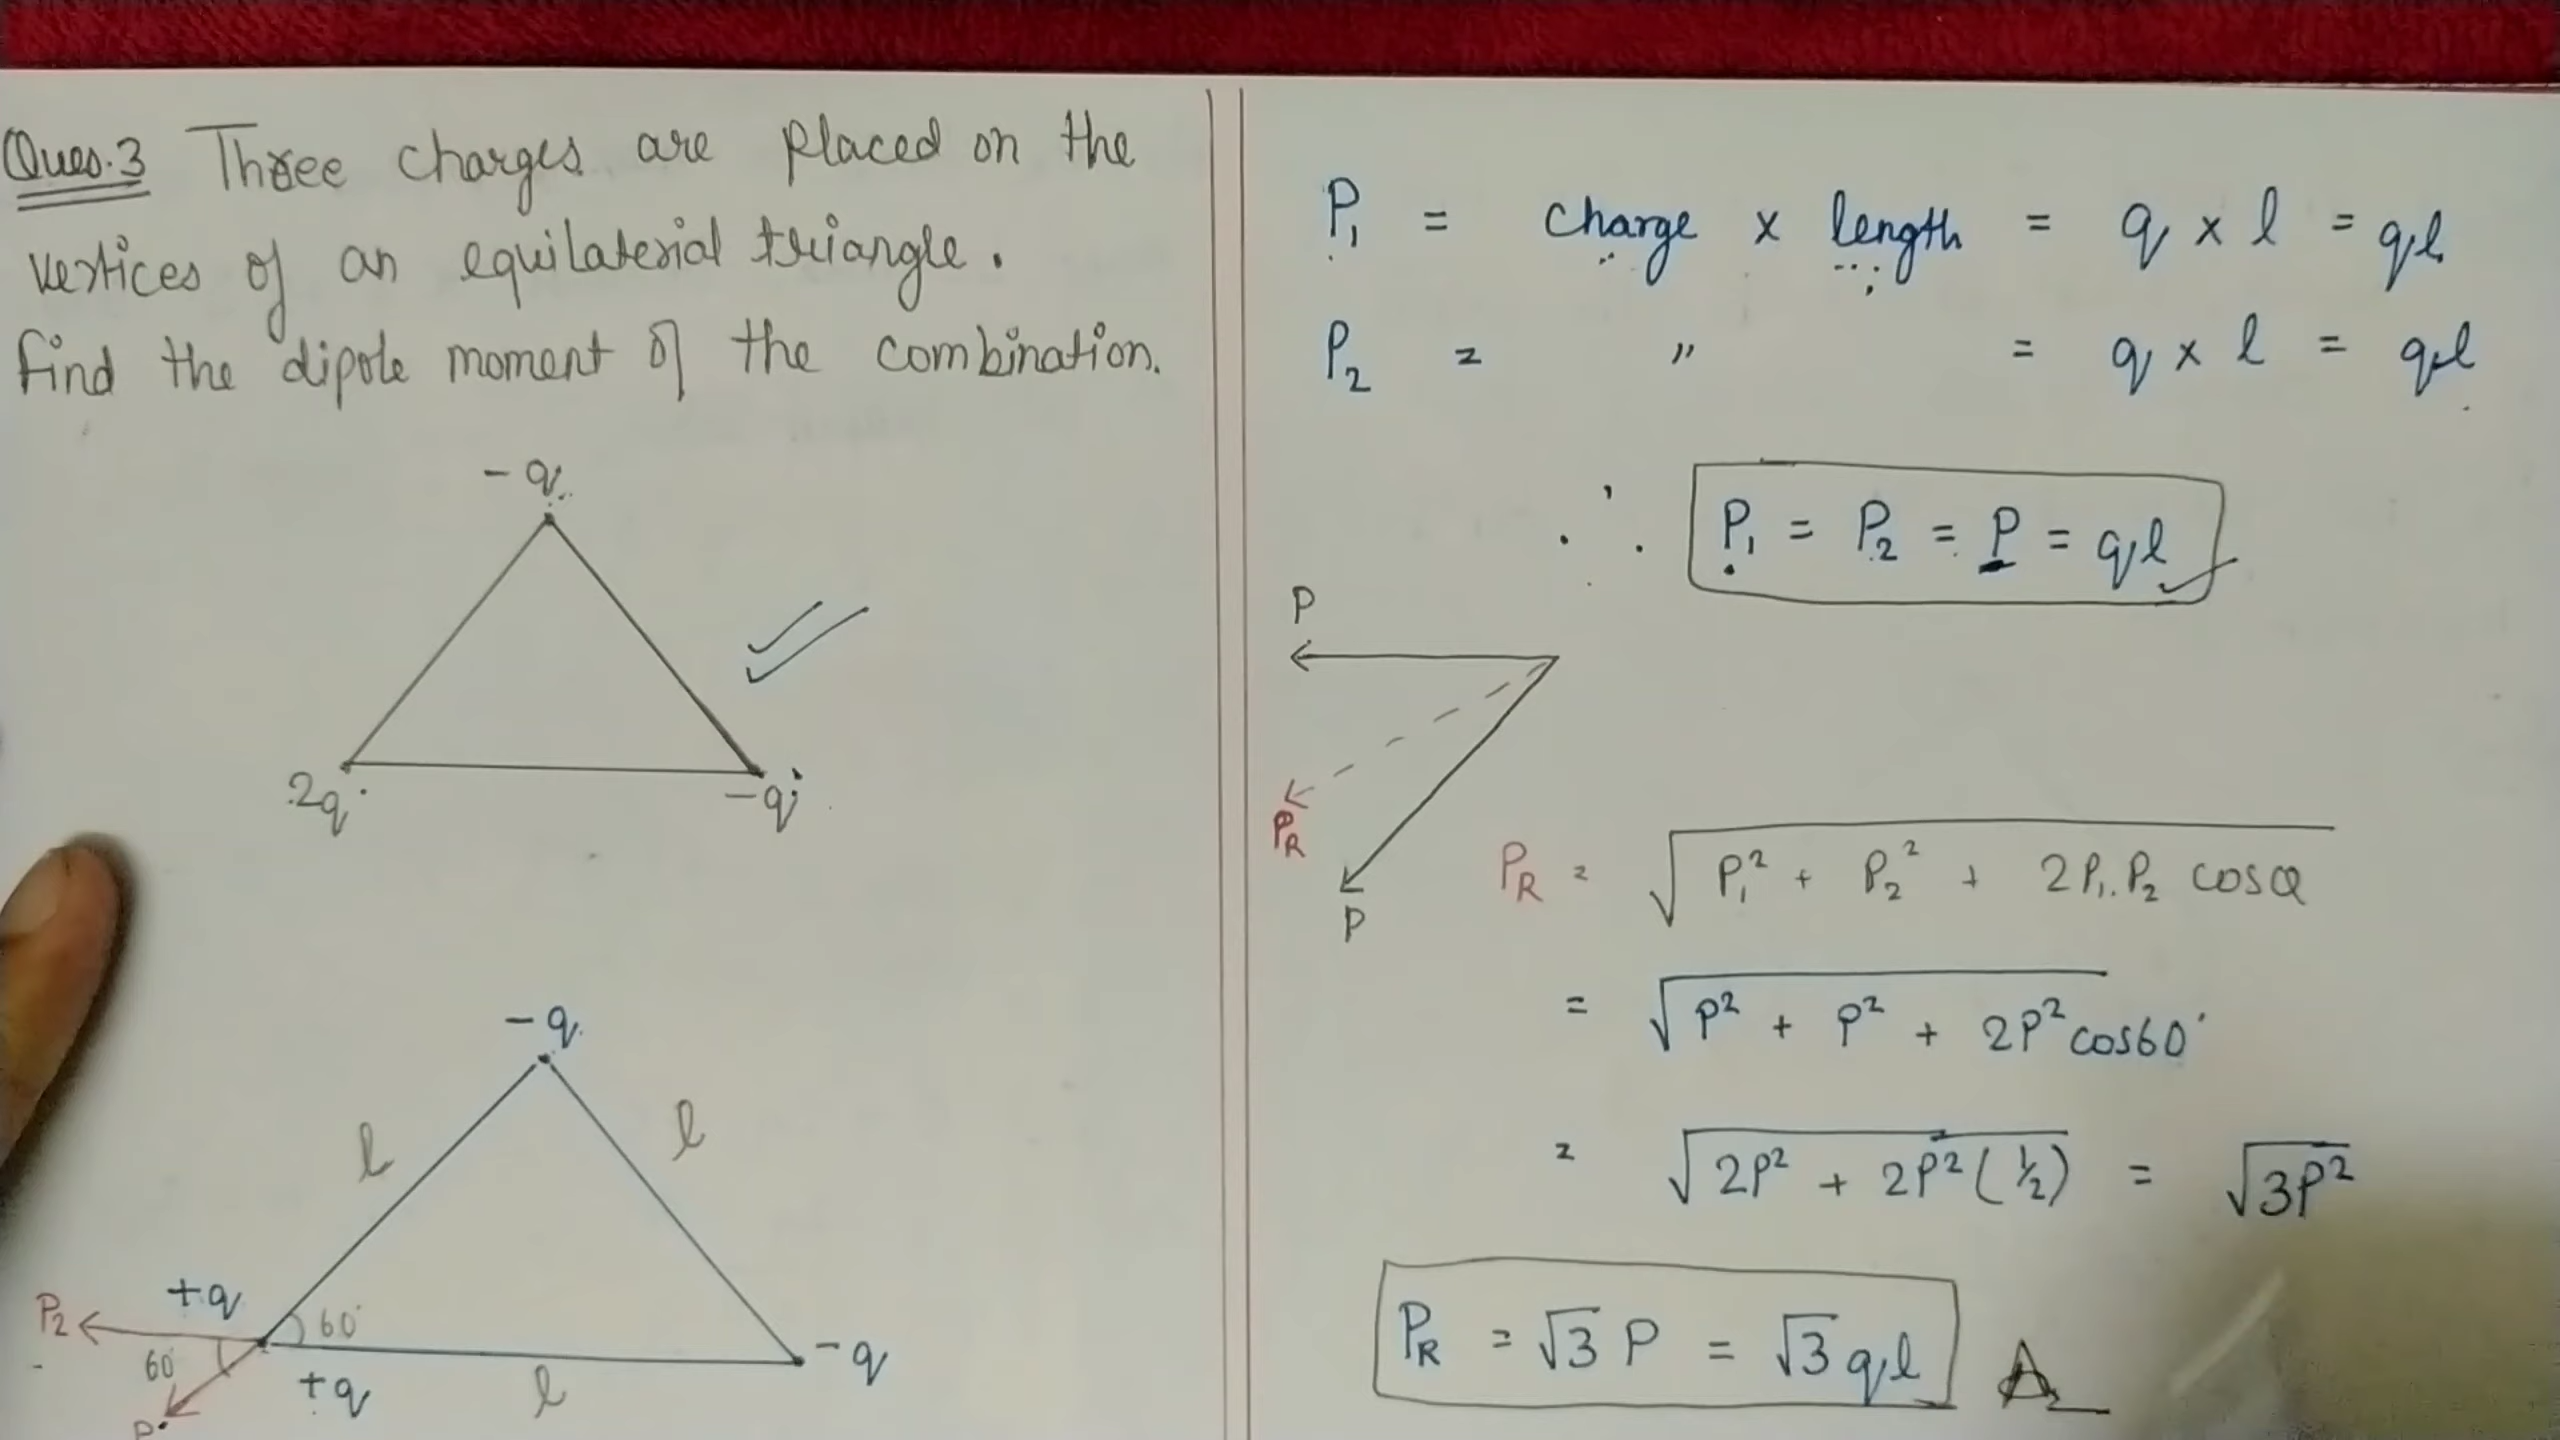 Ques.3 Three charges are placed on the
vertices of an equilaterial triangle.
find the dipole moment of the combination.
-q
2q
-q
-q
l
l
+q
60°
P2
60°
+q
l
-q
P1 = charge x length = q x l = ql
P2 = " = q x l = ql
∴ P1 = P2 = P = ql
P
PR
P
PR = √P1² + P2² + 2P1.P2 cosθ
= √P² + P² + 2P² cos60°
= √2P² + 2P² (1/2) = √3P²
PR = √3 P = √3 ql